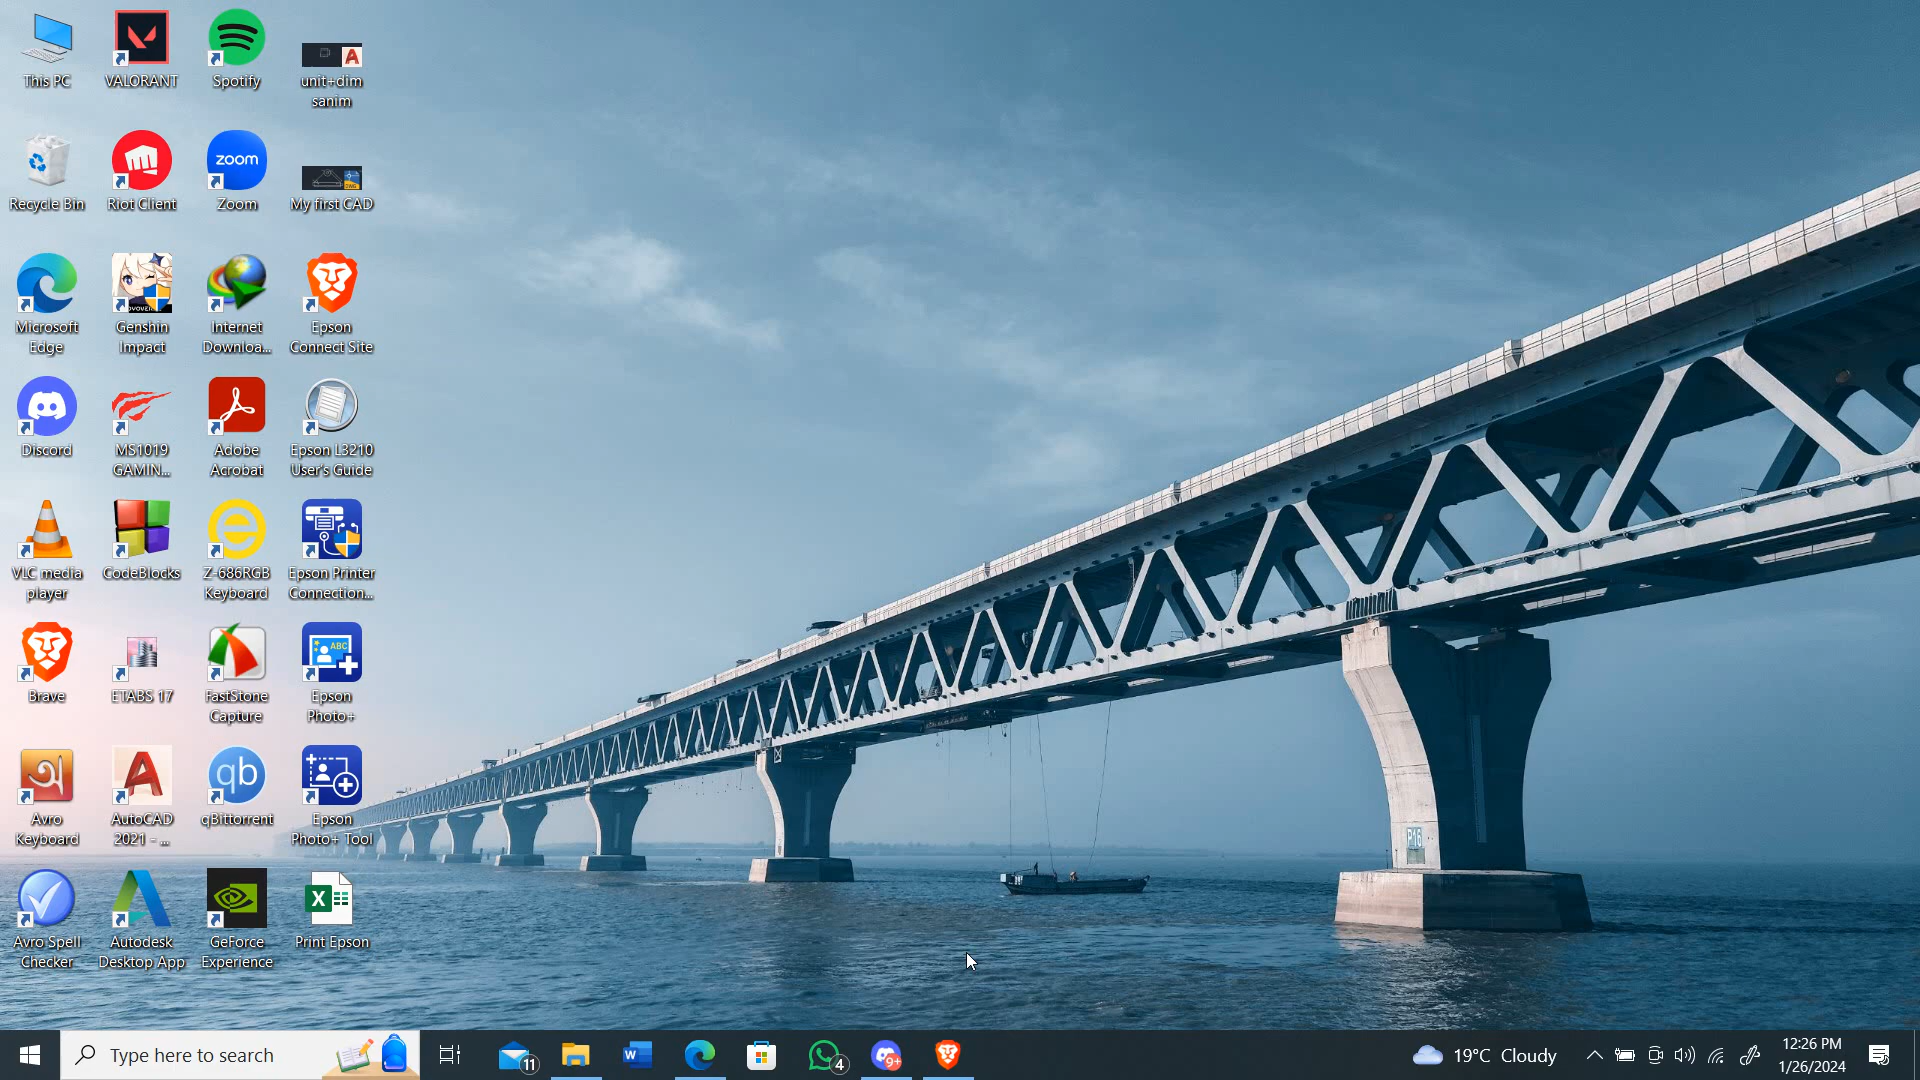 This PC
VALORANT
Spotify
unit+dim
sanim
Recycle Bin
Riot Client
zoom
Zoom
My first CAD
Microsoft
Edge
Genshin
Impact
Internet
Downloa...
Epson
Connect Site
Discord
MS1019
GAMIN...
Adobe
Acrobat
Epson L3210
User's Guide
VLC media
player
CodeBlocks
Z-686RGB
Keyboard
Epson Printer
Connection...
Brave
ETABS 17
FastStone
Capture
ABC
Epson
Photo+
অ
Avro
Keyboard
A
AutoCAD
2021 - ...
qb
qBittorrent
Epson
Photo+ Tool
Avro Spell
Checker
Autodesk
Desktop App
GeForce
Experience
X
Print Epson
P16
Type here to search
11
W
4
9+
19°C Cloudy
12:26 PM
1/26/2024